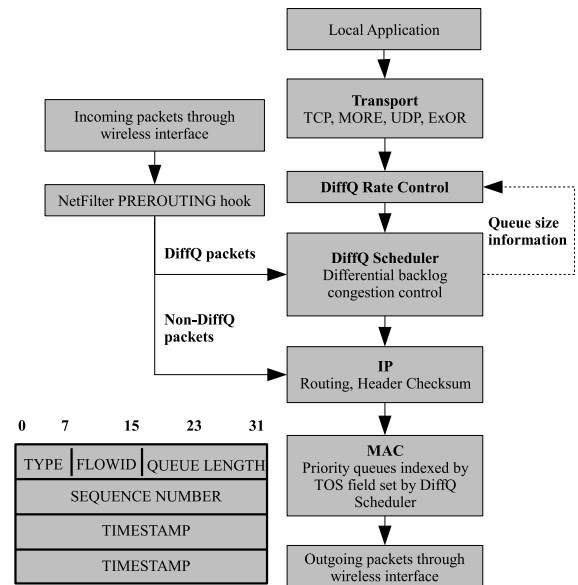 Local Application
Transport
TCP, MORE, UDP, ExOR
Incoming packets through
wireless interface
DiffQ Rate Control
NetFilter PREROUTING hook
Queue size
information
DiffQ packets
DiffQ Scheduler
Differential backlog
congestion control
Non-DiffQ
packets
IP
Routing, Header Checksum
0 7 15 23 31
TYPE FLOWID QUEUE LENGTH
SEQUENCE NUMBER
TIMESTAMP
TIMESTAMP
MAC
Priority queues indexed by
TOS field set by DiffQ
Scheduler
Outgoing packets through
wireless interface